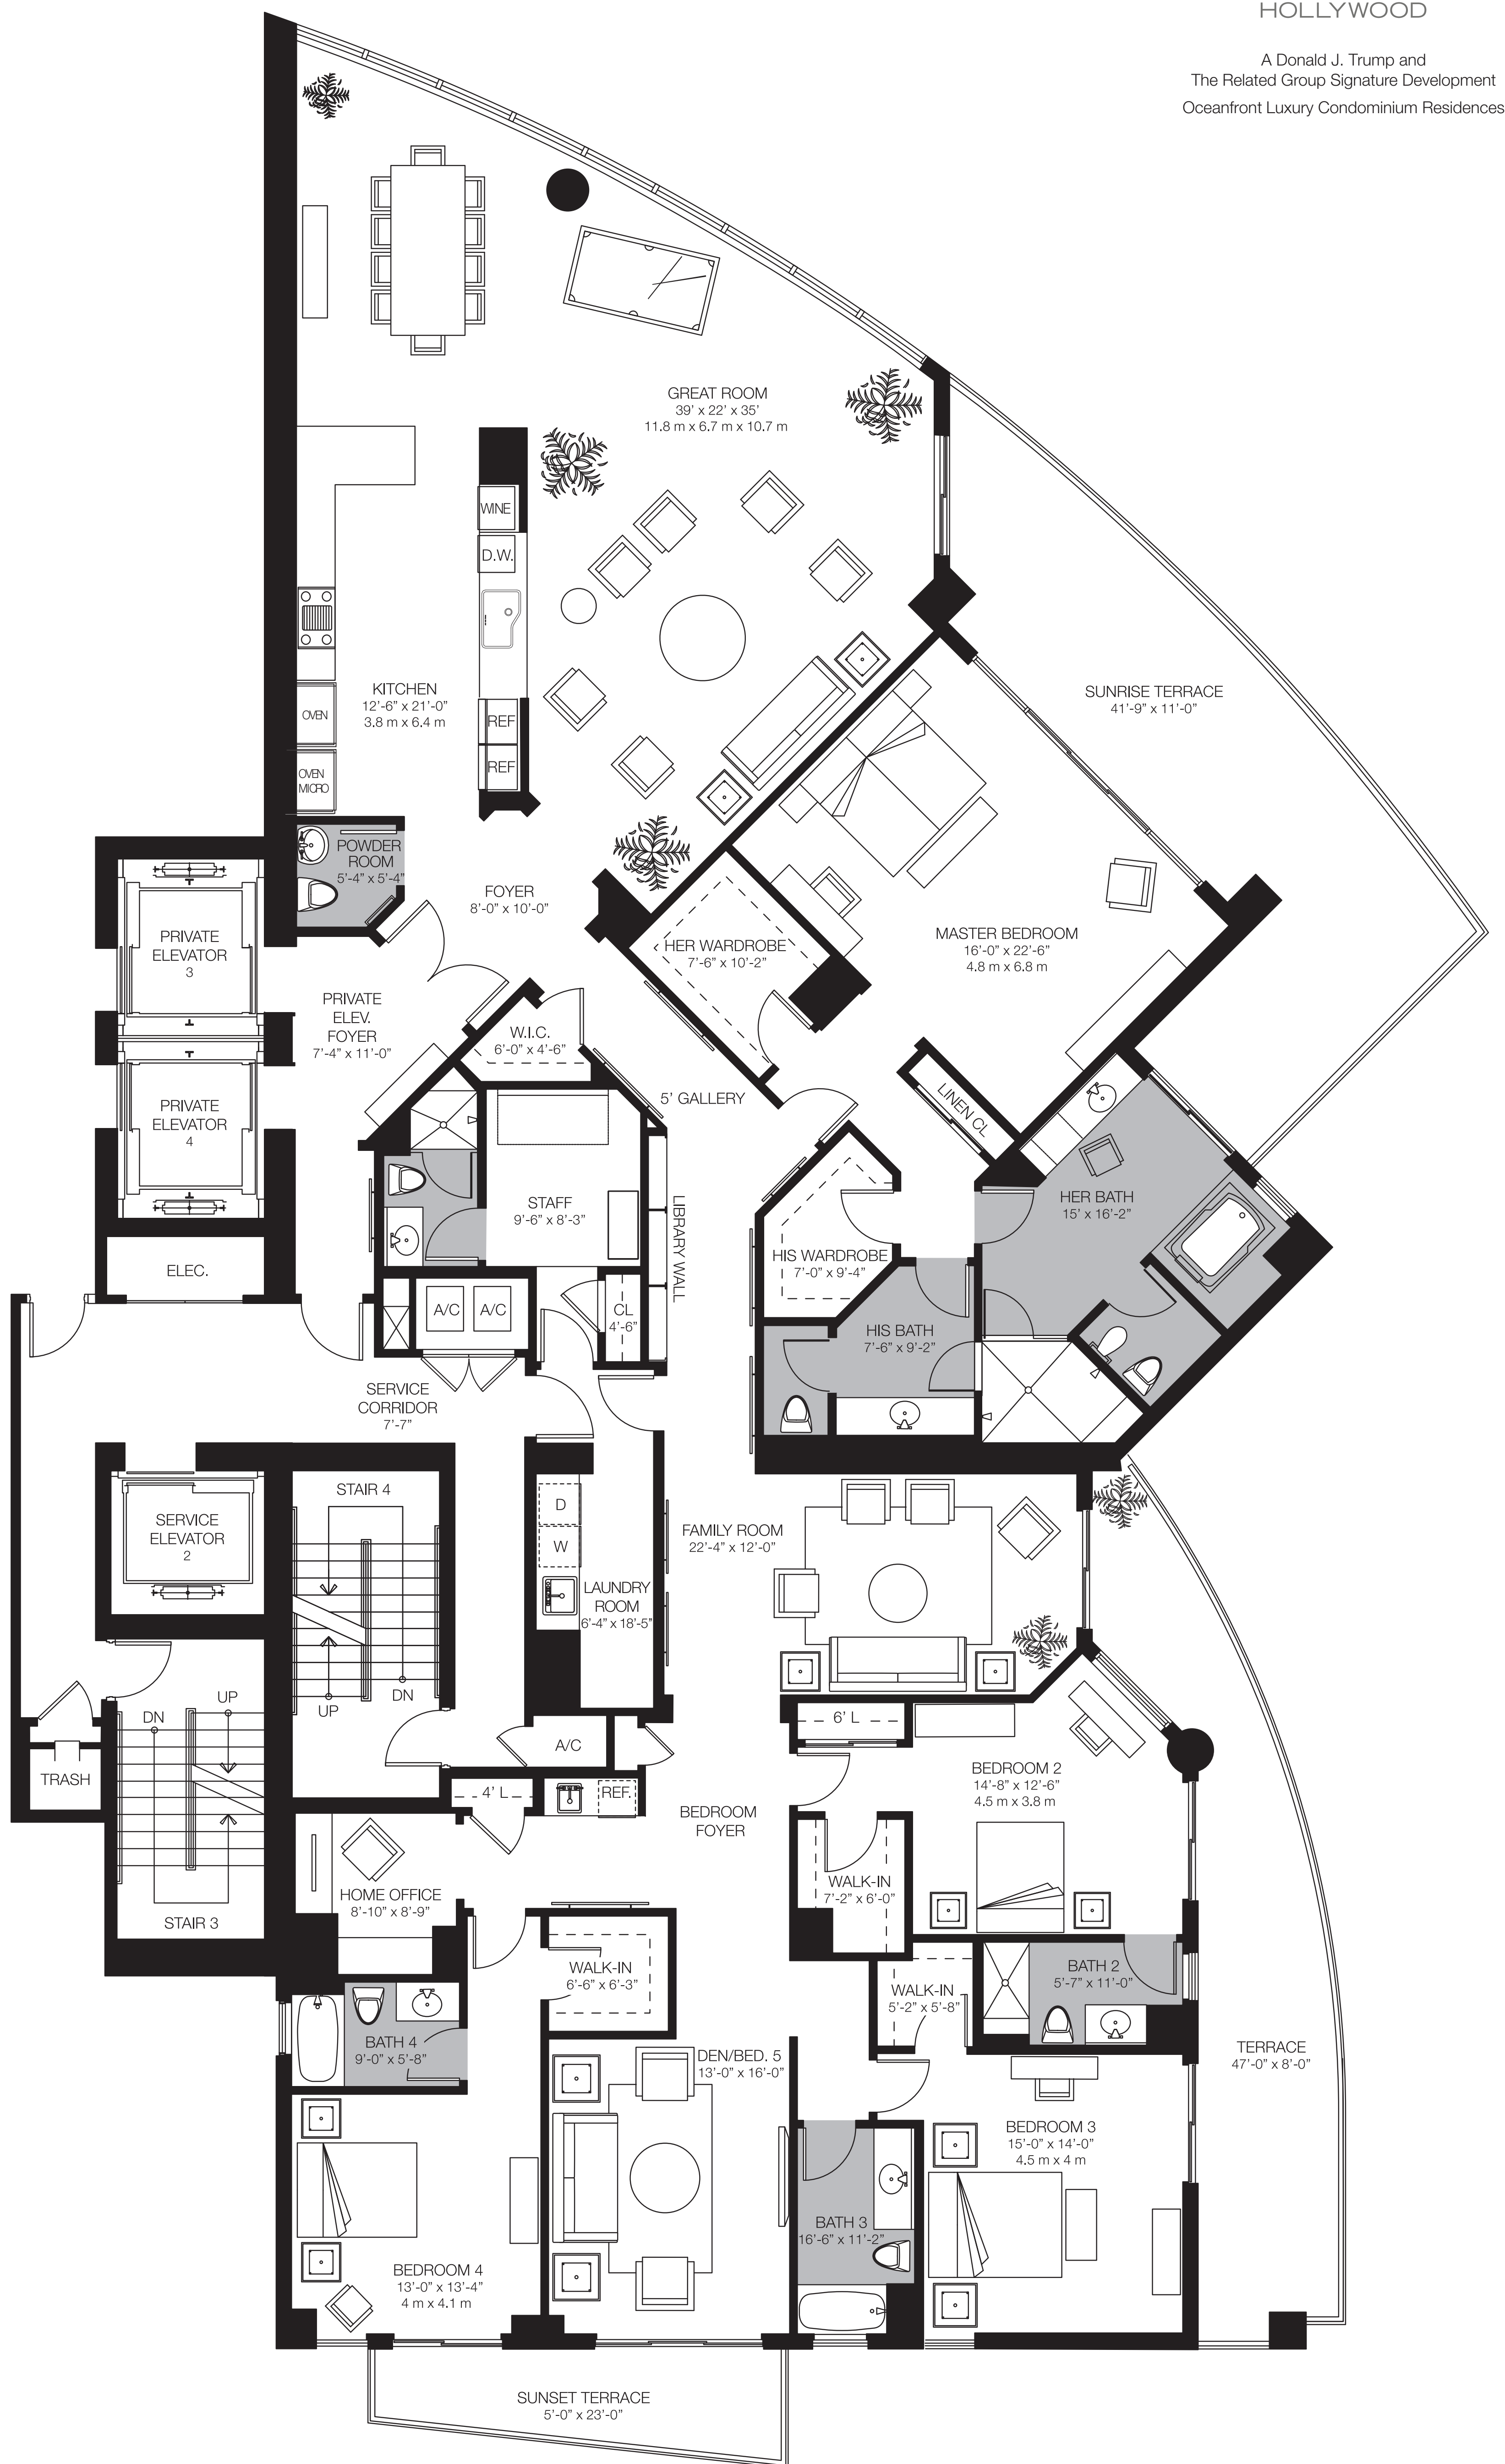 HOLLYWOOD
A Donald J. Trump and
The Related Group Signature Development
Oceanfront Luxury Condominium Residences
GREAT ROOM
39' x 22' x 35'
11.8 m x 6.7 m x 10.7 m
WINE
D.W.
KITCHEN
12'-6" x 21'-0"
3.8 m x 6.4 m
OVEN
REF
OVEN
MICRO
REF
SUNRISE TERRACE
41'-9" x 11'-0"
POWDER
ROOM
5'-4" x 5'-4"
FOYER
8'-0" x 10'-0"
PRIVATE
ELEVATOR
3
HER WARDROBE
7'-6" x 10'-2"
MASTER BEDROOM
16'-0" x 22'-6"
4.8 m x 6.8 m
PRIVATE
ELEV.
FOYER
7'-4" x 11'-0"
W.I.C.
6'-0" x 4'-6"
PRIVATE
ELEVATOR
4
5' GALLERY
LINEN CL
STAFF
9'-6" x 8'-3"
LIBRARY WALL
HER BATH
15' x 16'-2"
HIS WARDROBE
7'-0" x 9'-4"
ELEC.
A/C
A/C
CL
4'-6"
HIS BATH
7'-6" x 9'-2"
SERVICE
CORRIDOR
7'-7"
STAIR 4
SERVICE
ELEVATOR
2
D
W
FAMILY ROOM
22'-4" x 12'-0"
LAUNDRY
ROOM
6'-4" x 18'-5"
UP
DN
DN
UP
6' L
A/C
TRASH
BEDROOM 2
14'-8" x 12'-6"
4.5 m x 3.8 m
4' L
REF.
BEDROOM
FOYER
HOME OFFICE
8'-10" x 8'-9"
WALK-IN
7'-2" x 6'-0"
STAIR 3
WALK-IN
6'-6" x 6'-3"
BATH 2
5'-7" x 11'-0"
WALK-IN
5'-2" x 5'-8"
BATH 4
9'-0" x 5'-8"
DEN/BED. 5
13'-0" x 16'-0"
TERRACE
47'-0" x 8'-0"
BEDROOM 3
15'-0" x 14'-0"
4.5 m x 4 m
BATH 3
16'-6" x 11'-2"
BEDROOM 4
13'-0" x 13'-4"
4 m x 4.1 m
SUNSET TERRACE
5'-0" x 23'-0"